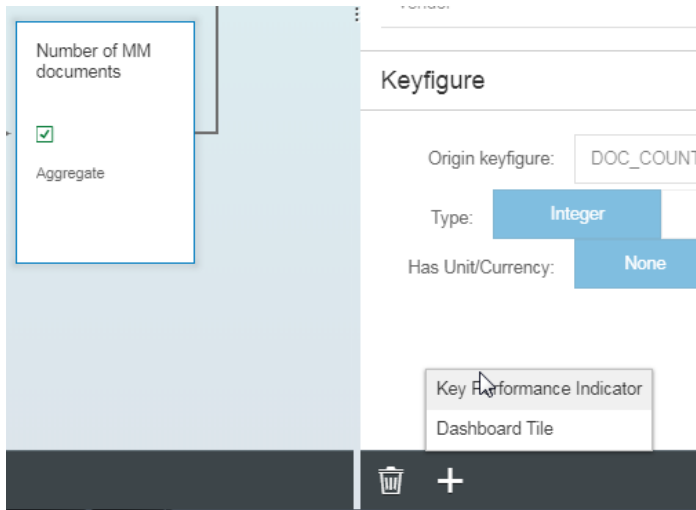 Number of MM
documents
Aggregate
Keyfigure
Origin keyfigure:
DOC_COUNT
Type:
Integer
Has Unit/Currency:
None
Key Performance Indicator
Dashboard Tile